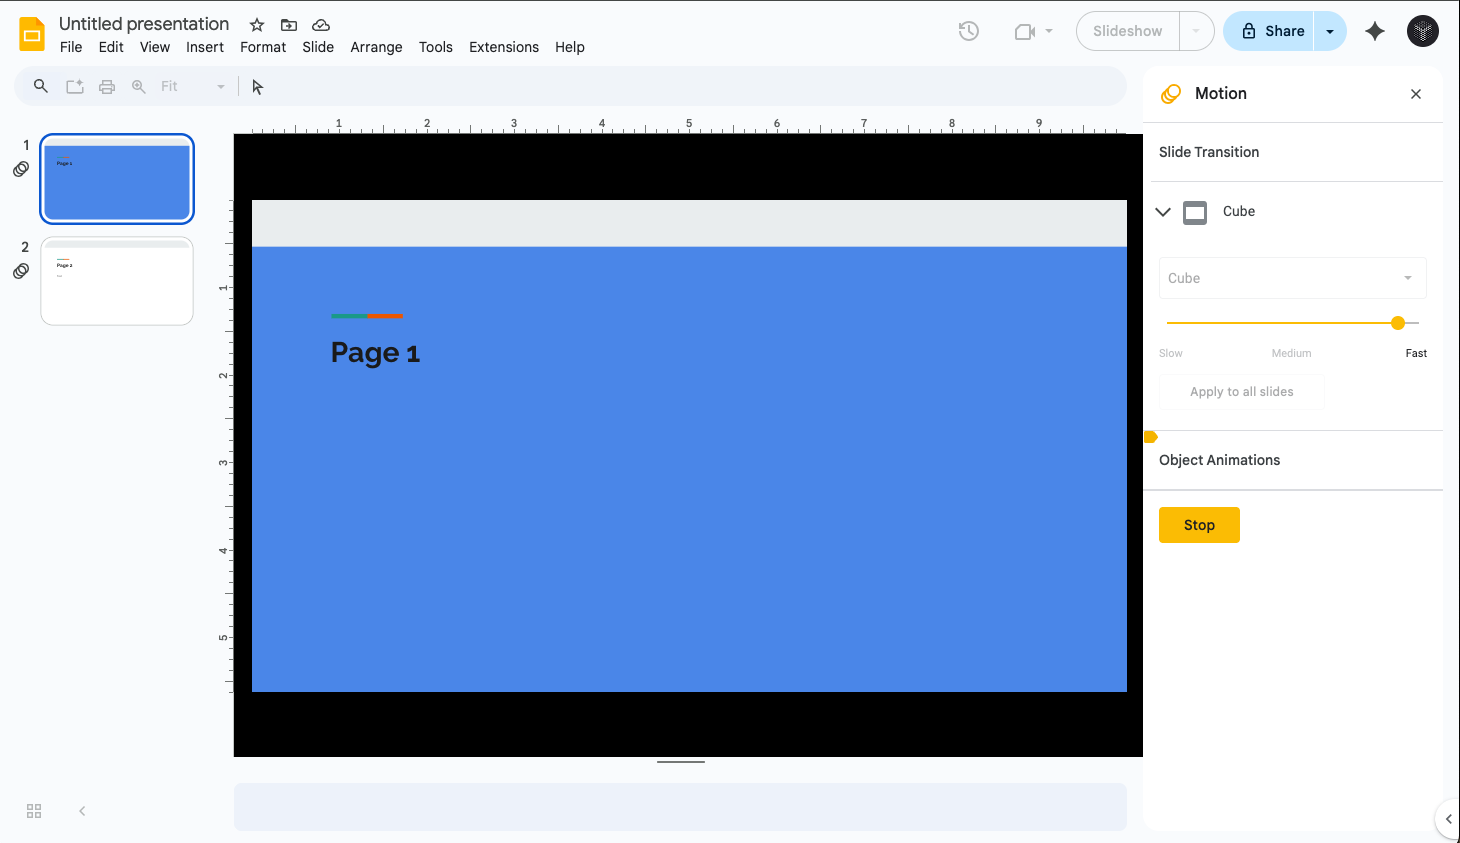 Untitled presentation
File Edit View Insert Format Slide Arrange Tools Extensions Help
Slideshow
Share
Fit
Motion
Slide Transition
Cube
Cube
Slow Medium Fast
Apply to all slides
Object Animations
Stop
1 2 3 4 5 6 7 8 9
1
2
3
4
5
1
Page 1
2
Page 2
Page 1